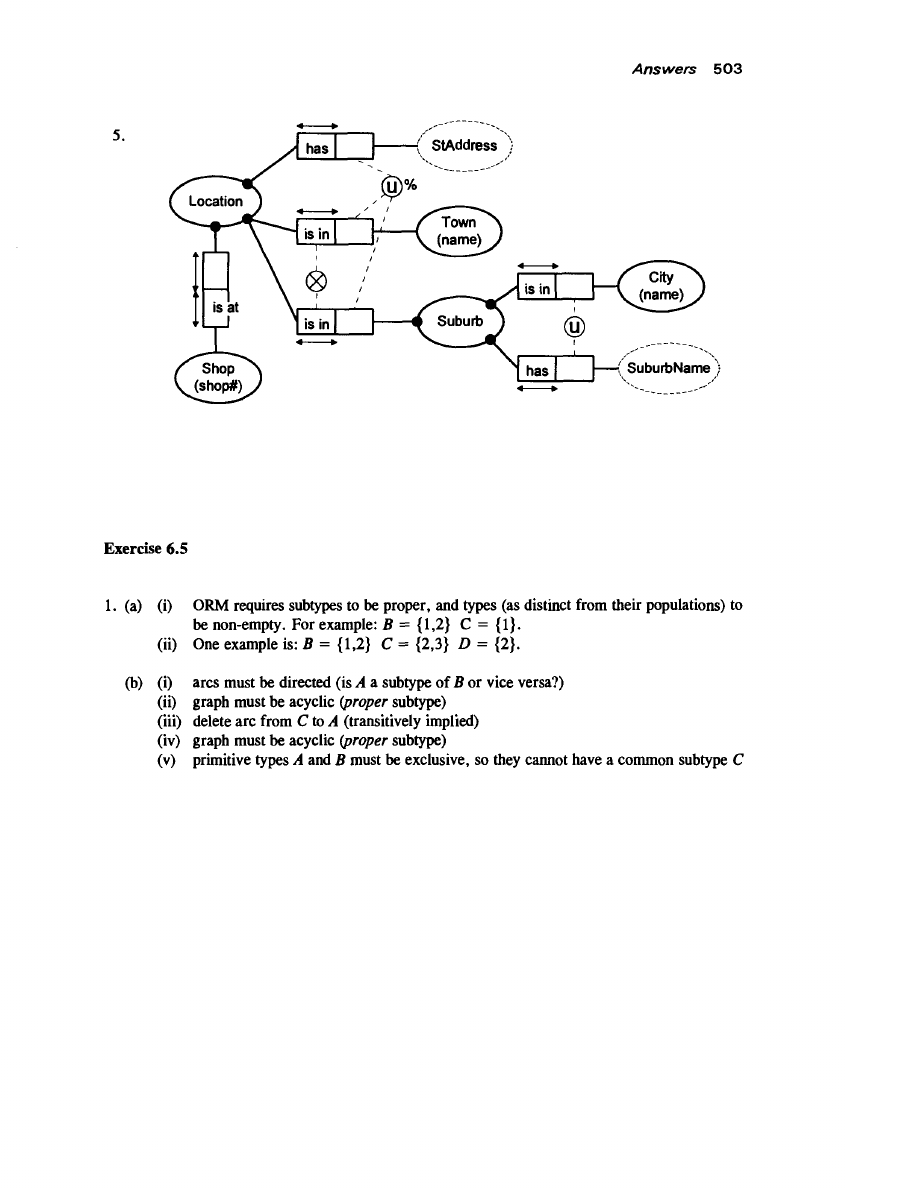 Answers 503
5.
has
StAddress
U %
Location
is in
Town
(name)
is in
City
(name)
is at
is in
Suburb
U
Shop
(shop#)
has
SuburbName
Exercise 6.5
1. (a) (i) ORM requires subtypes to be proper, and types (as distinct from their populations) to
be non-empty. For example: B = {1,2} C = {1}.
(ii) One example is: B = {1,2} C = {2,3} D = {2}.
(b) (i) arcs must be directed (is A a subtype of B or vice versa?)
(ii) graph must be acyclic (proper subtype)
(iii) delete arc from C to A (transitively implied)
(iv) graph must be acyclic (proper subtype)
(v) primitive types A and B must be exclusive, so they cannot have a common subtype C